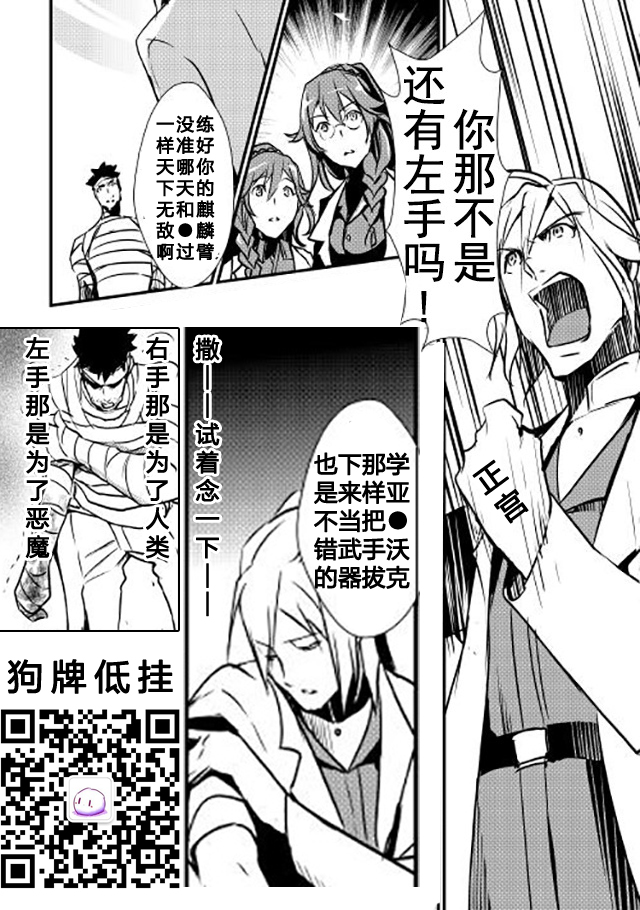 你那不是
还有左手吗！
练好你的麒麟臂
没准哪天和●过
一样天下无敌啊
正宫
学亚●沃克
那样把手拔
下来当武器
也是不错的
撒——试着念一下——
右手那是为了人类
左手那是为了恶魔
狗牌低挂